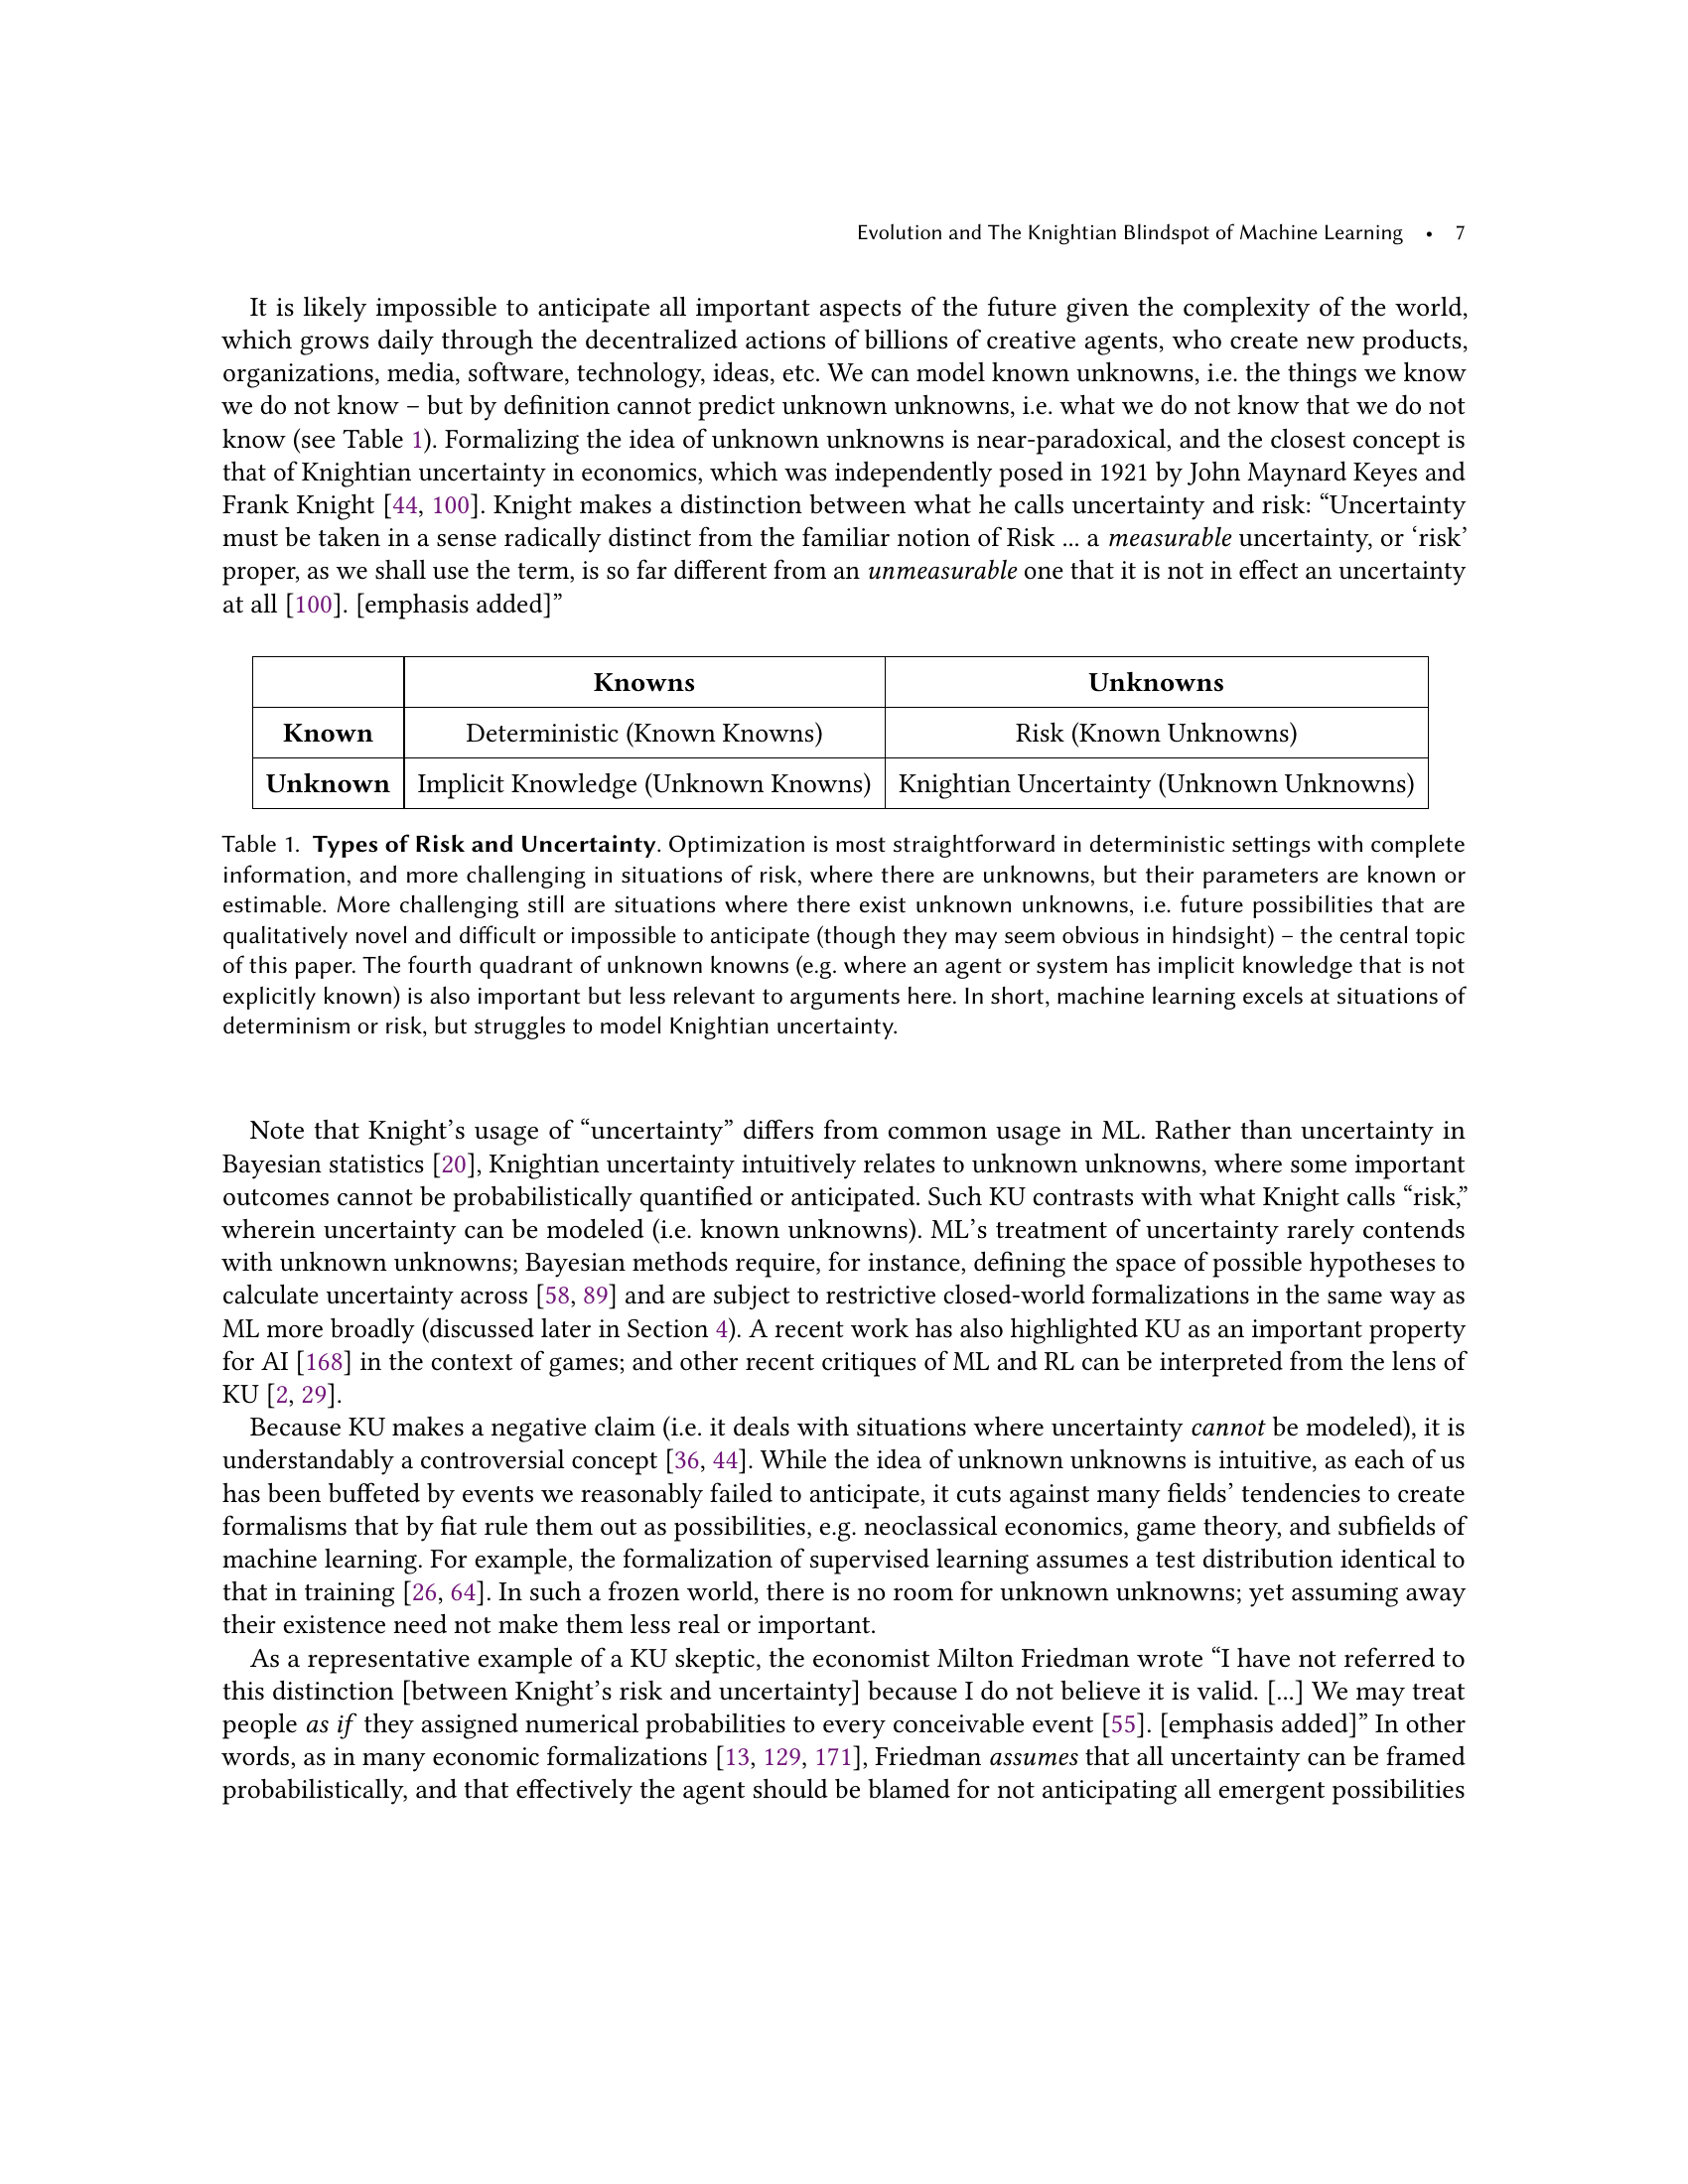 Evolution and The Knightian Blindspot of Machine Learning • 7
It is likely impossible to anticipate all important aspects of the future given the complexity of the world,
which grows daily through the decentralized actions of billions of creative agents, who create new products,
organizations, media, software, technology, ideas, etc. We can model known unknowns, i.e. the things we know
we do not know – but by definition cannot predict unknown unknowns, i.e. what we do not know that we do not
know (see Table 1). Formalizing the idea of unknown unknowns is near-paradoxical, and the closest concept is
that of Knightian uncertainty in economics, which was independently posed in 1921 by John Maynard Keyes and
Frank Knight [44, 100]. Knight makes a distinction between what he calls uncertainty and risk: “Uncertainty
must be taken in a sense radically distinct from the familiar notion of Risk ... a measurable uncertainty, or ‘risk’
proper, as we shall use the term, is so far different from an unmeasurable one that it is not in effect an uncertainty
at all [100]. [emphasis added]”
Knowns Unknowns
Known Deterministic (Known Knowns) Risk (Known Unknowns)
Unknown Implicit Knowledge (Unknown Knowns) Knightian Uncertainty (Unknown Unknowns)
Table 1. Types of Risk and Uncertainty. Optimization is most straightforward in deterministic settings with complete
information, and more challenging in situations of risk, where there are unknowns, but their parameters are known or
estimable. More challenging still are situations where there exist unknown unknowns, i.e. future possibilities that are
qualitatively novel and difficult or impossible to anticipate (though they may seem obvious in hindsight) – the central topic
of this paper. The fourth quadrant of unknown knowns (e.g. where an agent or system has implicit knowledge that is not
explicitly known) is also important but less relevant to arguments here. In short, machine learning excels at situations of
determinism or risk, but struggles to model Knightian uncertainty.
Note that Knight’s usage of “uncertainty” differs from common usage in ML. Rather than uncertainty in
Bayesian statistics [20], Knightian uncertainty intuitively relates to unknown unknowns, where some important
outcomes cannot be probabilistically quantified or anticipated. Such KU contrasts with what Knight calls “risk,”
wherein uncertainty can be modeled (i.e. known unknowns). ML’s treatment of uncertainty rarely contends
with unknown unknowns; Bayesian methods require, for instance, defining the space of possible hypotheses to
calculate uncertainty across [58, 89] and are subject to restrictive closed-world formalizations in the same way as
ML more broadly (discussed later in Section 4). A recent work has also highlighted KU as an important property
for AI [168] in the context of games; and other recent critiques of ML and RL can be interpreted from the lens of
KU [2, 29].
Because KU makes a negative claim (i.e. it deals with situations where uncertainty cannot be modeled), it is
understandably a controversial concept [36, 44]. While the idea of unknown unknowns is intuitive, as each of us
has been buffeted by events we reasonably failed to anticipate, it cuts against many fields’ tendencies to create
formalisms that by fiat rule them out as possibilities, e.g. neoclassical economics, game theory, and subfields of
machine learning. For example, the formalization of supervised learning assumes a test distribution identical to
that in training [26, 64]. In such a frozen world, there is no room for unknown unknowns; yet assuming away
their existence need not make them less real or important.
As a representative example of a KU skeptic, the economist Milton Friedman wrote “I have not referred to
this distinction [between Knight’s risk and uncertainty] because I do not believe it is valid. [...] We may treat
people as if they assigned numerical probabilities to every conceivable event [55]. [emphasis added]” In other
words, as in many economic formalizations [13, 129, 171], Friedman assumes that all uncertainty can be framed
probabilistically, and that effectively the agent should be blamed for not anticipating all emergent possibilities